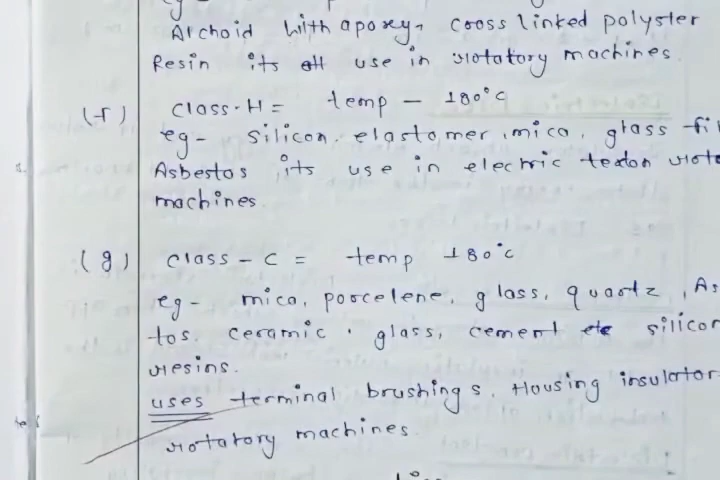 Alchoid with apoxy, cross linked polyster
Resin its use in rotatory machines.
(f) class-H = temp - 180°C
eg- silicon, elastomer, mica, glass fi
Asbestos, its use in electric rot
machines.
(g) class - C = temp 180°C
eg- mica, porcelene, glass, quartz, As
tos, ceramic, glass, cement etc silicon
resins.
uses terminal brushings, Housing insulator
rotatory machines.